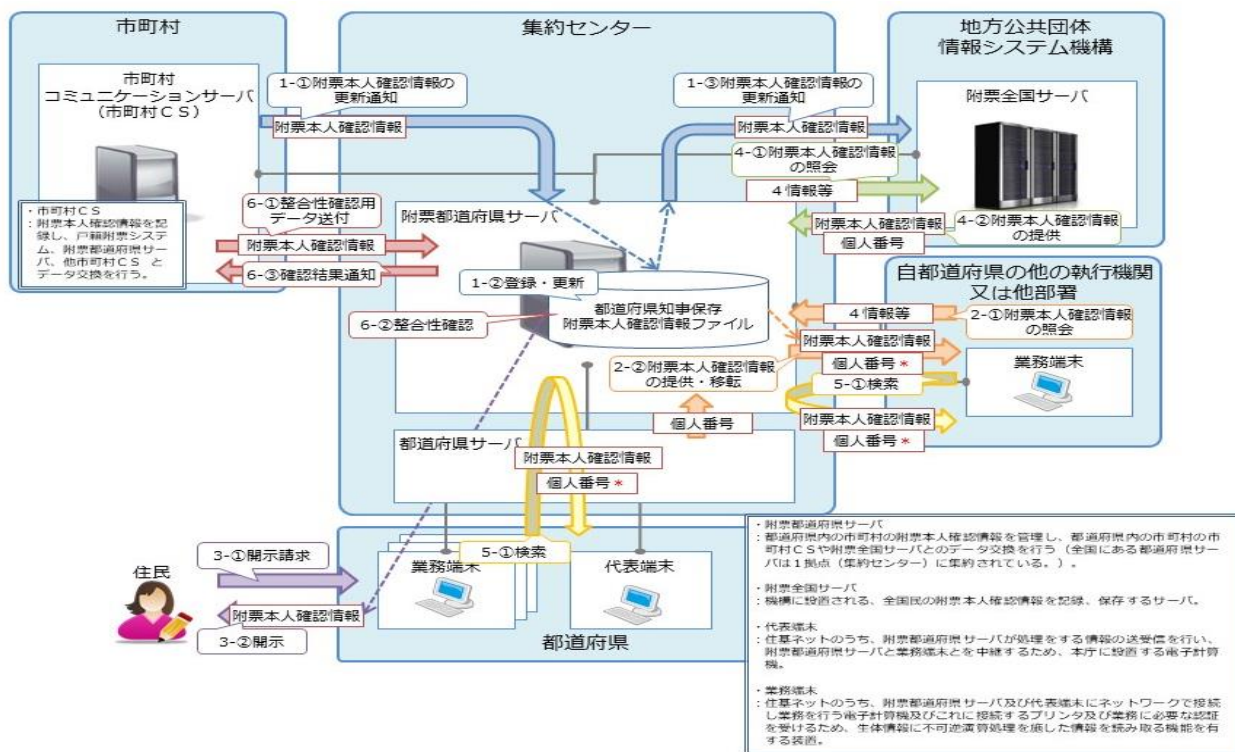 市町村
集約センター
地方公共団体
情報システム機構
市町村
コミュニケーションサーバ
(市町村CS)
1-①附票本人確認情報の
更新通知
附票本人確認情報
1-③附票本人確認情報の
更新通知
附票本人確認情報
附票全国サーバ
4-①附票本人確認情報
の照会
4情報等
附票本人確認情報
個人番号
4-②附票本人確認情報
の提供
・市町村CS
:附票本人確認情報を記
録し、戸籍附票システ
ム、附票都道府県サー
バ、他市町村CS と
データ交換を行う。
6-①整合性確認用
データ送付
附票本人確認情報
6-③確認結果通知
附票都道府県サーバ
1-②登録・更新
6-②整合性確認
都道府県知事保存
附票本人確認情報ファイル
自都道府県の他の執行機関
又は他部署
4情報等
2-①附票本人確認情報
の照会
附票本人確認情報
個人番号*
2-②附票本人確認情報
の提供・移転
業務端末
5-①検索
附票本人確認情報
個人番号*
個人番号
都道府県サーバ
附票本人確認情報
個人番号*
5-①検索
業務端末
代表端末
都道府県
住民
3-①開示請求
附票本人確認情報
3-②開示
・附票都道府県サーバ
:都道府県内の市町村の附票本人確認情報を管理し、都道府県内の市町村の市
町村CSや附票全国サーバとのデータ交換を行う(全国にある都道府県サー
バは1拠点(集約センター)に集約されている。)。
・附票全国サーバ
:機構に設置される、全国民の附票本人確認情報を記録、保存するサーバ。
・代表端末
:住基ネットのうち、附票都道府県サーバが処理をする情報の送受信を行い、
附票都道府県サーバと業務端末とを中継するため、本庁に設置する電子計算
機。
・業務端末
:住基ネットのうち、附票都道府県サーバ及び代表端末にネットワークで接続
し業務を行う電子計算機及びこれに接続するプリンタ及び業務に必要な認証
を受けるため、生体情報に不可逆演算処理を施した情報を読み取る機能を有
する装置。